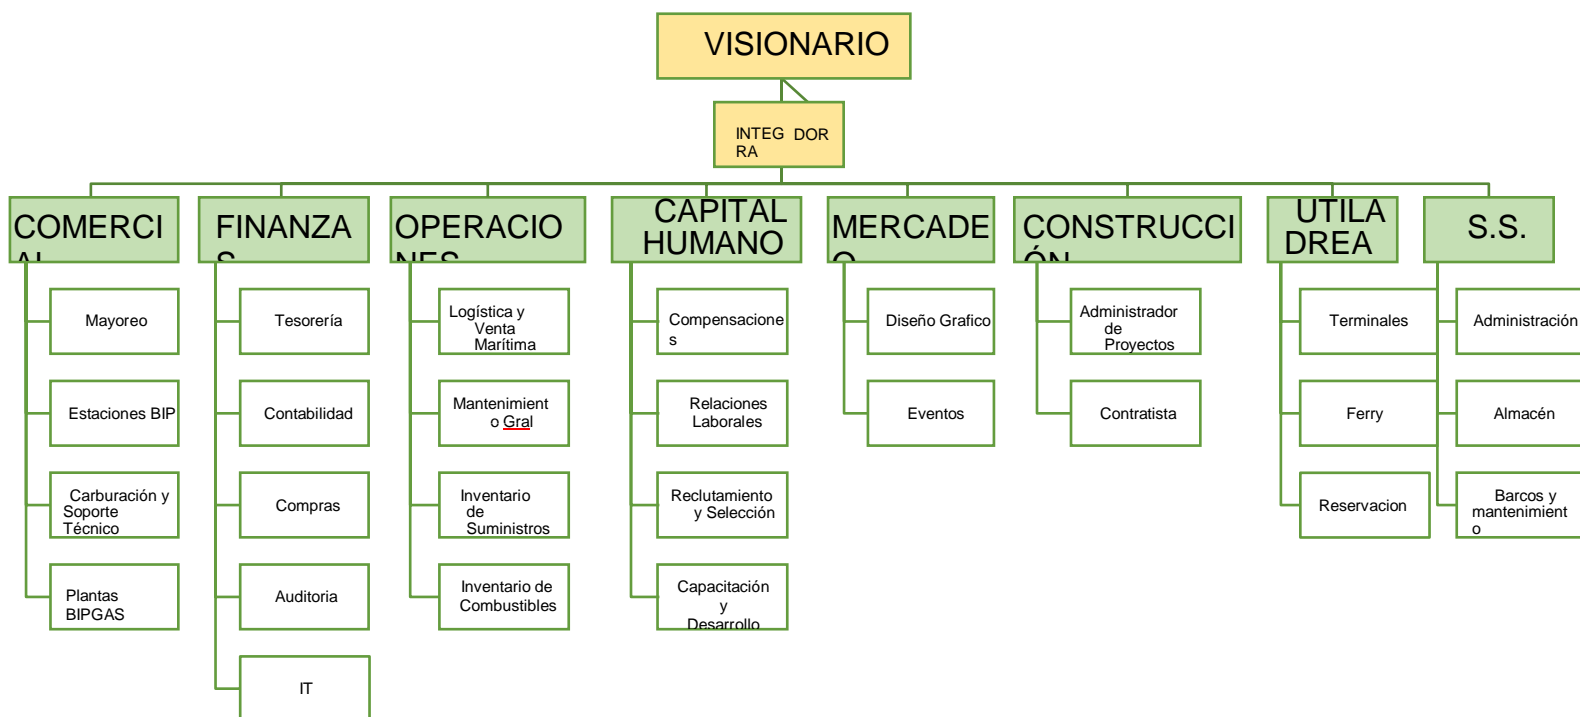 VISIONARIO
INTEG DOR
RA
COMERCI
AL
FINANZA
S
OPERACIO
NES
CAPITAL
HUMANO
MERCADE
O
CONSTRUCCI
ÓN
UTILA
DREA
S.S.
Mayoreo
Estaciones BIP
Carburación y
Soporte
Técnico
Plantas
BIPGAS
Tesorería
Contabilidad
Compras
Auditoria
IT
Logística y
Venta
Marítima
Mantenimient
o Gral
Inventario
de
Suministros
Inventario de
Combustibles
Compensacione
s
Relaciones
Laborales
Reclutamiento
y Selección
Capacitación
y
Desarrollo
Diseño Grafico
Eventos
Administrador
de
Proyectos
Contratista
Terminales
Ferry
Reservacion
Administración
Almacén
Barcos y
mantenimient
o